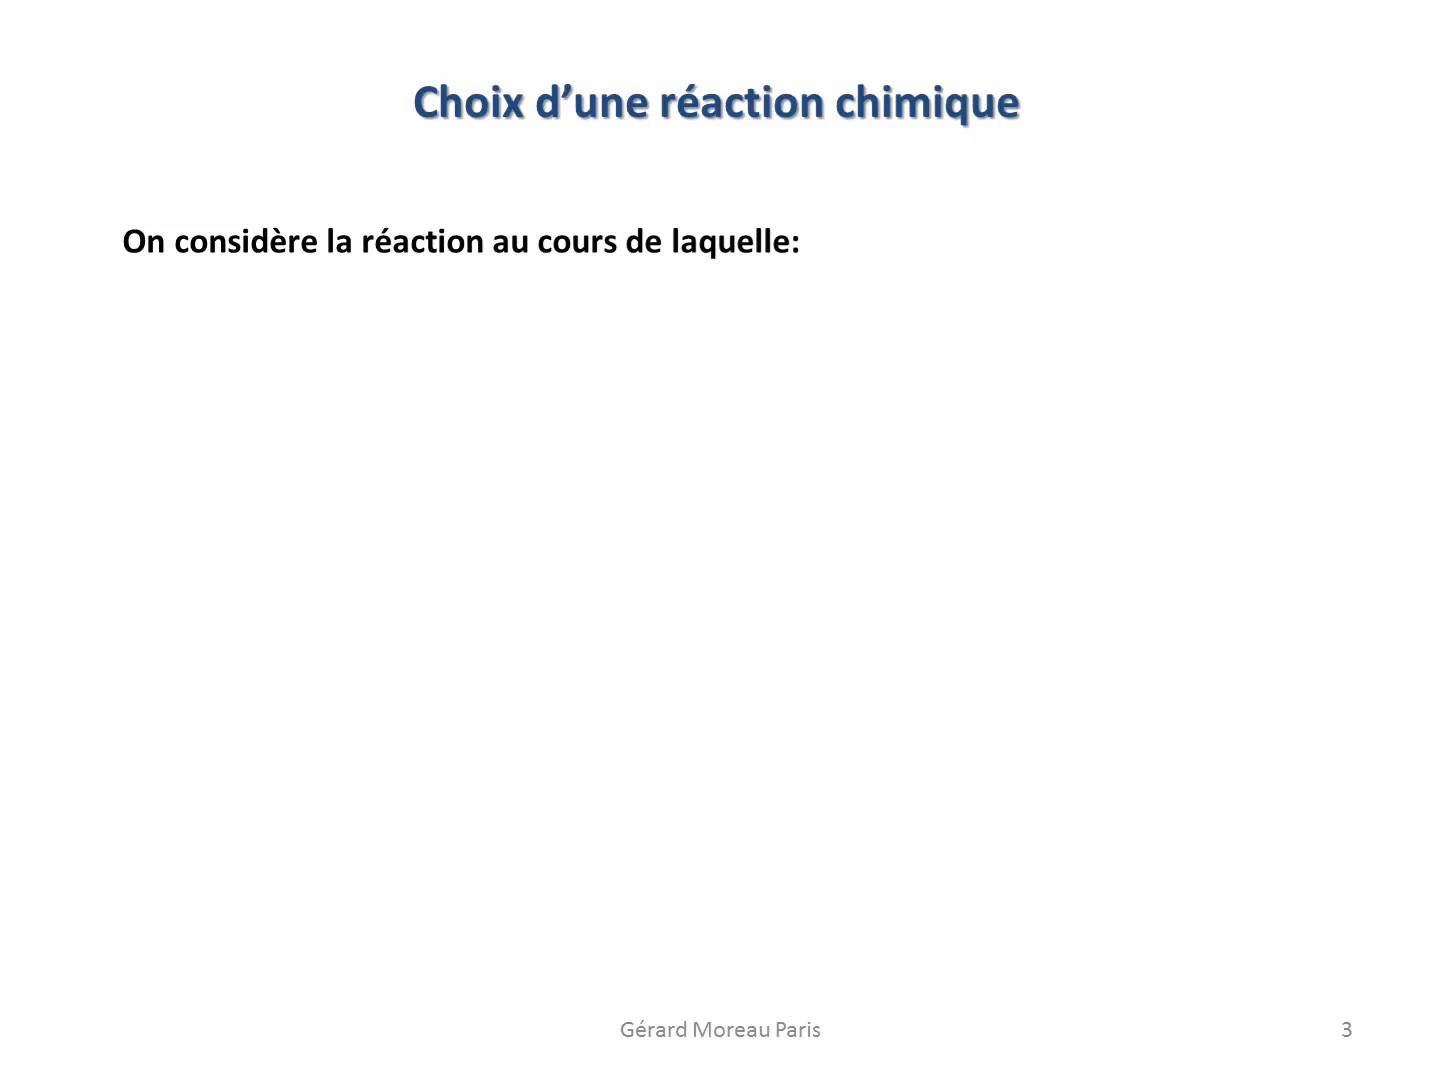 Choix d’une réaction chimique
On considère la réaction au cours de laquelle:
Gérard Moreau Paris
3